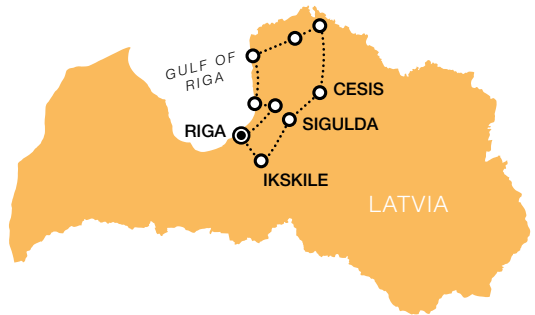 GULF OF
RIGA
CESIS
RIGA
SIGULDA
IKSKILE
LATVIA